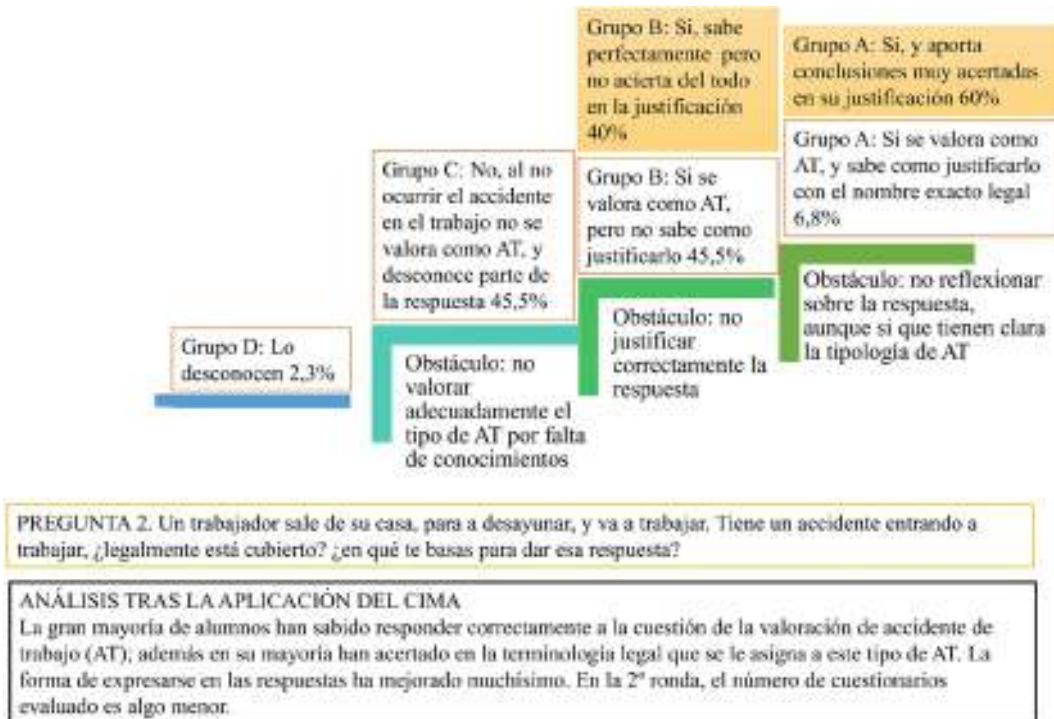 Grupo B: Si, sabe
perfectamente pero
no acierta del todo
en la justificación
40%
Grupo A: Si, y aporta
conclusiones muy acertadas
en su justificación 60%
Grupo C: No, al no
ocurrir el accidente
en el trabajo no se
valora como AT, y
desconoce parte de
la respuesta 45,5%
Grupo B: Si se
valora como AT,
pero no sabe como
justificarlo 45,5%
Grupo A: Si se valora como
AT, y sabe como justificarlo
con el nombre exacto legal
6,8%
Grupo D: Lo
desconocen 2,3%
Obstáculo: no
valorar
adecuadamente el
tipo de AT por falta
de conocimientos
Obstáculo: no
justificar
correctamente la
respuesta
Obstáculo: no reflexionar
sobre la respuesta,
aunque si que tienen clara
la tipología de AT
PREGUNTA 2. Un trabajador sale de su casa, para a desayunar, y va a trabajar. Tiene un accidente entrando a
trabajar, ¿legalmente está cubierto? ¿en qué te basas para dar esa respuesta?
ANÁLISIS TRAS LA APLICACIÓN DEL CIMA
La gran mayoría de alumnos han sabido responder correctamente a la cuestión de la valoración de accidente de
trabajo (AT), además en su mayoría han acertado en la terminología legal que se le asigna a este tipo de AT. La
forma de expresarse en las respuestas ha mejorado muchísimo. En la 2ª ronda, el número de cuestionarios
evaluado es algo menor.